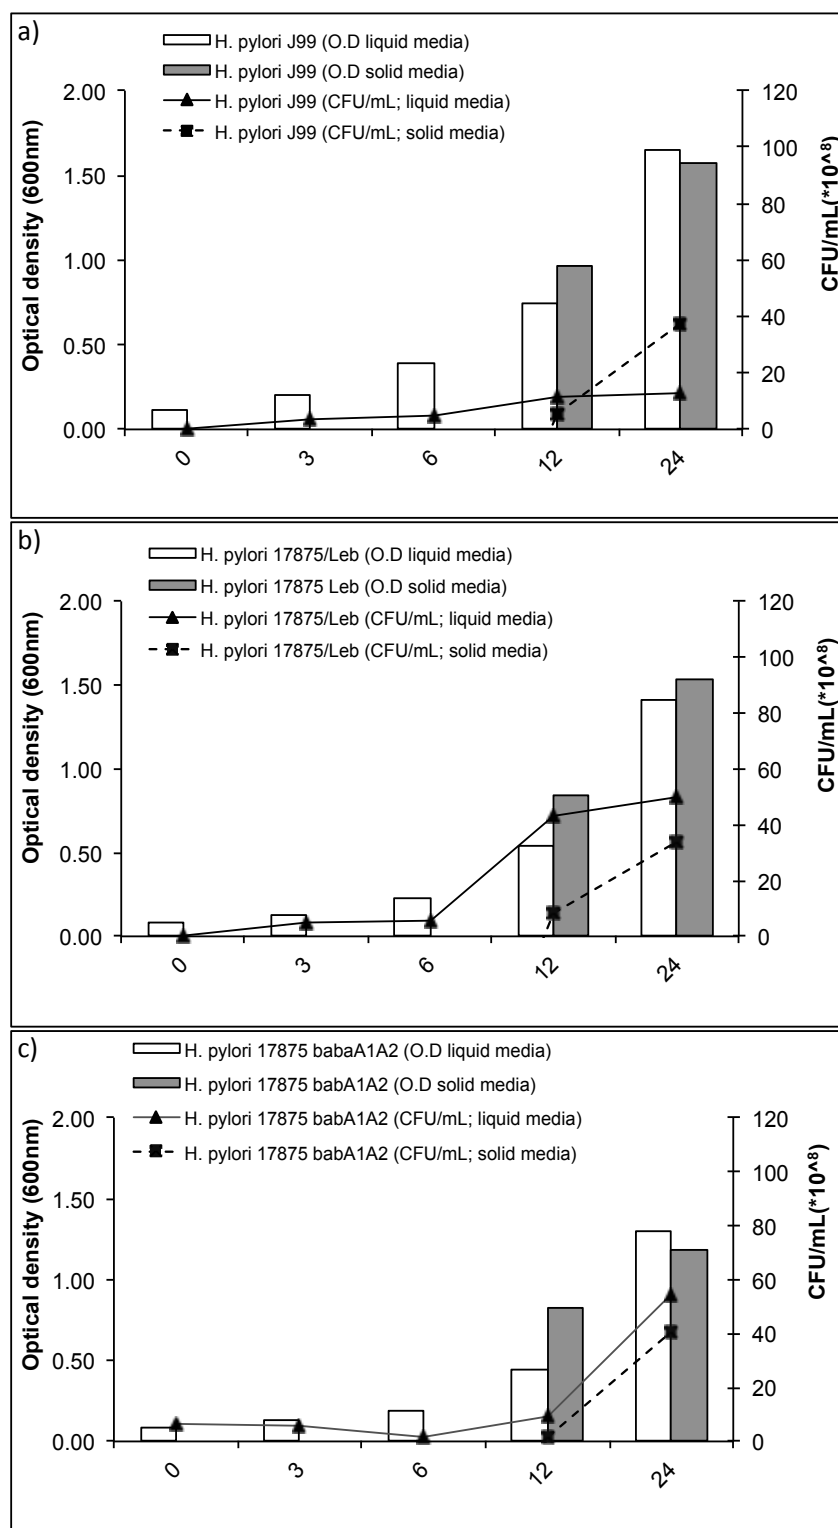 a)
H. pylori J99 (O.D liquid media)
H. pylori J99 (O.D solid media)
H. pylori J99 (CFU/mL; liquid media)
H. pylori J99 (CFU/mL; solid media)
Optical density (600nm)
2.00
1.50
1.00
0.50
0.00
120
100
80
60
40
20
0
CFU/mL(*10^8)
0 3 6 12 24
b)
H. pylori 17875/Leb (O.D liquid media)
H. pylori 17875 Leb (O.D solid media)
H. pylori 17875/Leb (CFU/mL; liquid media)
H. pylori 17875/Leb (CFU/mL; solid media)
Optical density (600nm)
2.00
1.50
1.00
0.50
0.00
120
100
80
60
40
20
0
CFU/mL(*10^8)
0 3 6 12 24
c)
H. pylori 17875 babaA1A2 (O.D liquid media)
H. pylori 17875 babA1A2 (O.D solid media)
H. pylori 17875 babA1A2 (CFU/mL; liquid media)
H. pylori 17875 babA1A2 (CFU/mL; solid media)
Optical density (600nm)
2.00
1.50
1.00
0.50
0.00
120
100
80
60
40
20
0
CFU/mL(*10^8)
0 3 6 12 24